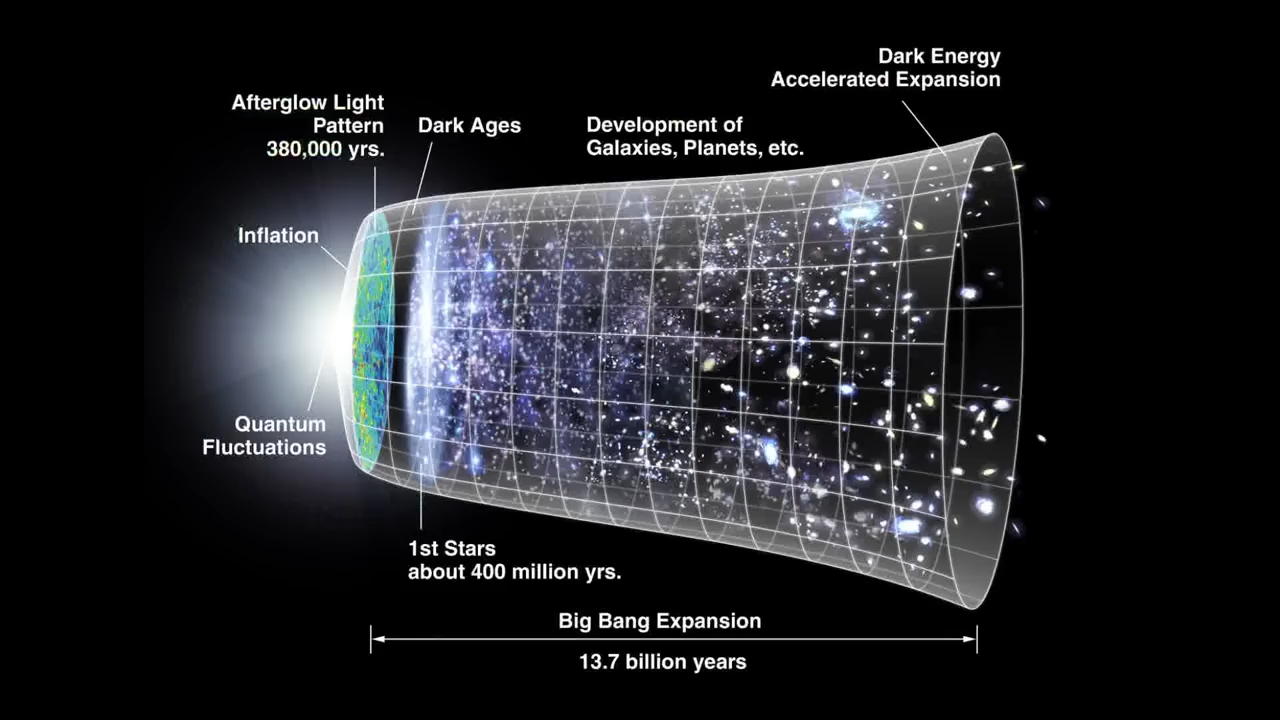 Dark Energy
Accelerated Expansion
Afterglow Light
Pattern
380,000 yrs.
Dark Ages
Development of
Galaxies, Planets, etc.
Inflation
Quantum
Fluctuations
1st Stars
about 400 million yrs.
Big Bang Expansion
13.7 billion years